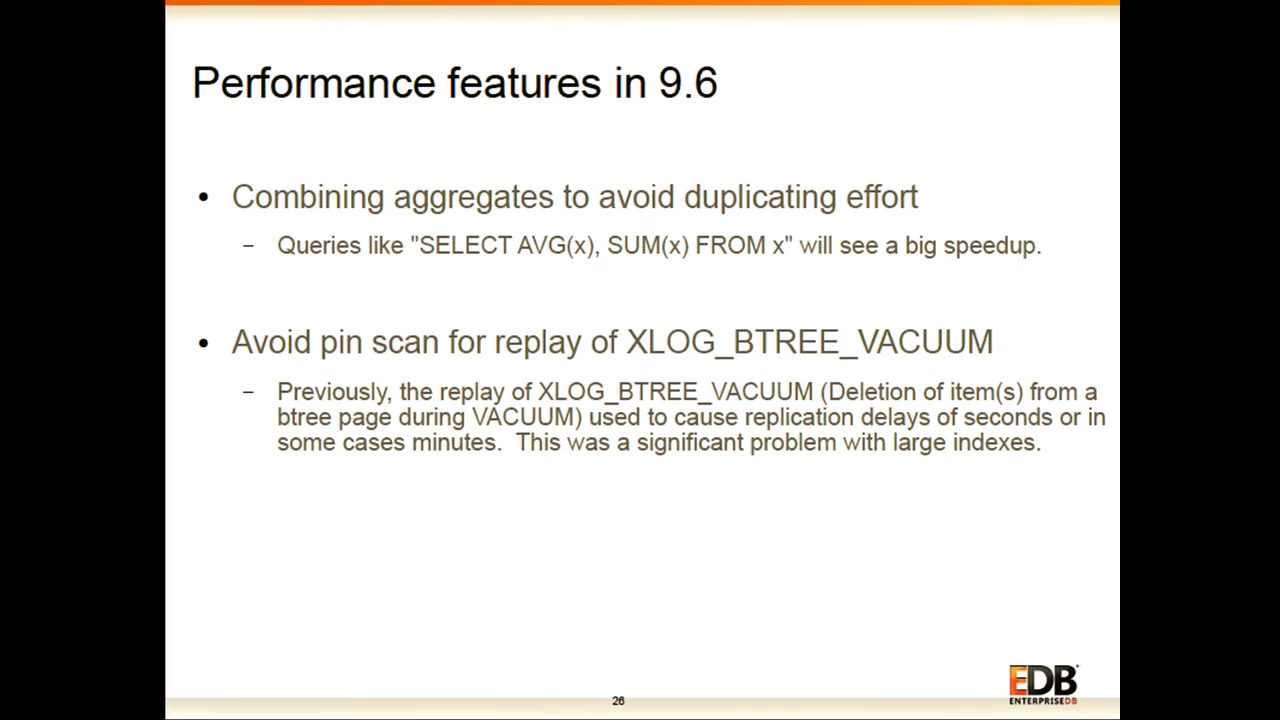 Performance features in 9.6
• Combining aggregates to avoid duplicating effort
– Queries like "SELECT AVG(x), SUM(x) FROM x" will see a big speedup.
• Avoid pin scan for replay of XLOG_BTREE_VACUUM
– Previously, the replay of XLOG_BTREE_VACUUM (Deletion of item(s) from a
btree page during VACUUM) used to cause replication delays of seconds or in
some cases minutes.  This was a significant problem with large indexes.
EDB
ENTERPRISEDB
26